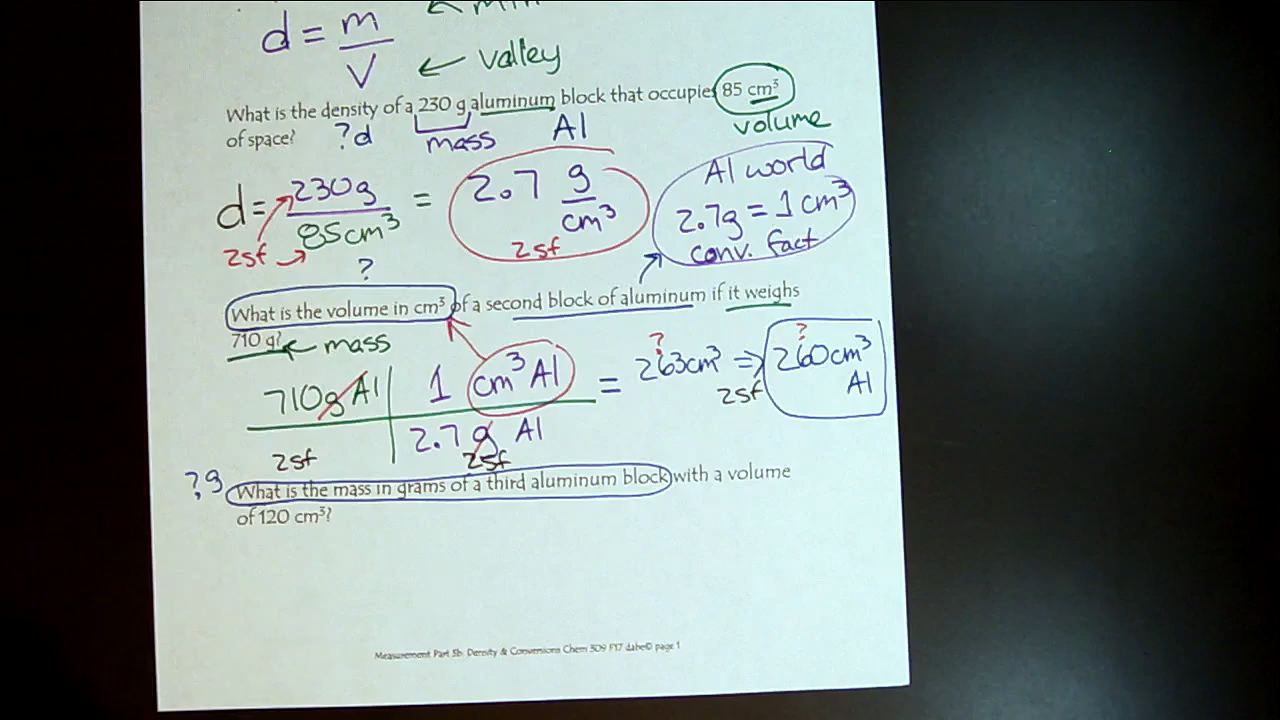 d = m
V ← valley
What is the density of a 230 g aluminum block that occupies 85 cm³
of space? ?d mass Al volume
d = 230g = 2.7 g
85cm³ cm³
2sf 2sf
Al world
2.7g = 1 cm³
conv. fact
?
What is the volume in cm³ of a second block of aluminum if it weighs
710 g? ← mass
710g Al 1 cm³ Al = 263cm³ ⇒ 260cm³
? ?
2.7 g Al 2sf Al
2sf 2sf
?g What is the mass in grams of a third aluminum block with a volume
of 120 cm³?
Measurement Part 3b: Density & Conversions Chem 309 F17 dabe© page 1